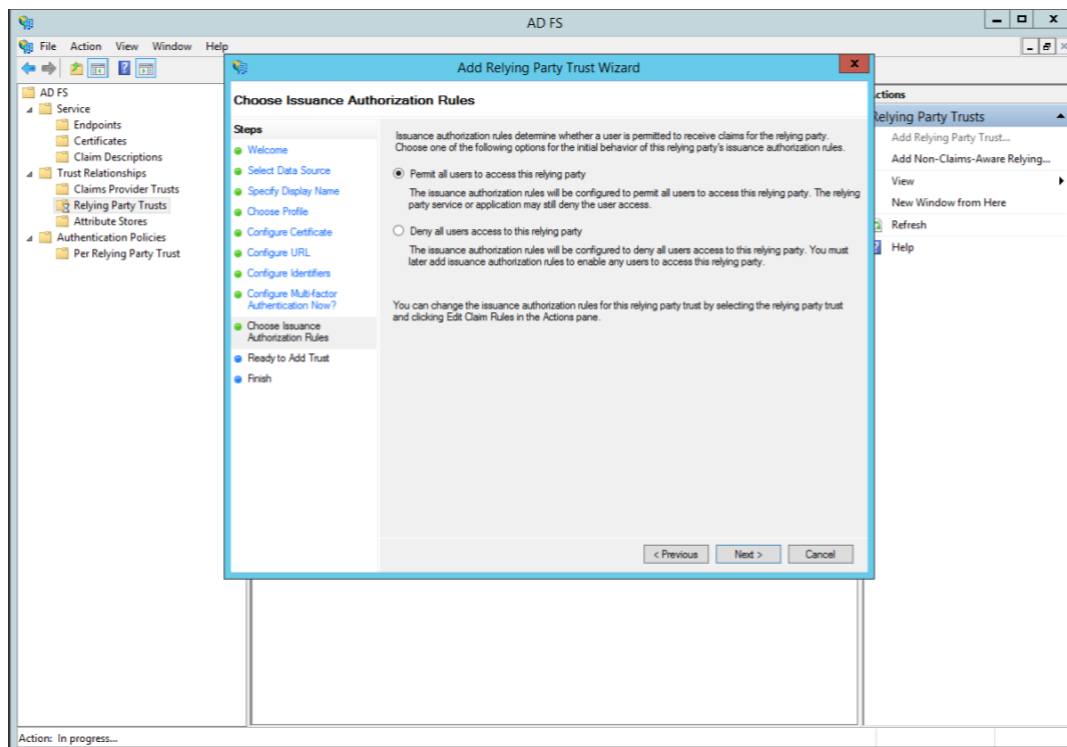 AD FS
File Action View Window Help
AD FS
Service
Endpoints
Certificates
Claim Descriptions
Trust Relationships
Claims Provider Trusts
Relying Party Trusts
Attribute Stores
Authentication Policies
Per Relying Party Trust
Add Relying Party Trust Wizard
X
Choose Issuance Authorization Rules
Steps
Welcome
Select Data Source
Specify Display Name
Choose Profile
Configure Certificate
Configure URL
Configure Identifiers
Configure Multi-factor
Authentication Now?
Choose Issuance
Authorization Rules
Ready to Add Trust
Finish
Issuance authorization rules determine whether a user is permitted to receive claims for the relying party.
Choose one of the following options for the initial behavior of this relying party's issuance authorization rules.
Permit all users to access this relying party
The issuance authorization rules will be configured to permit all users to access this relying party. The relying
party service or application may still deny the user access.
Deny all users access to this relying party
The issuance authorization rules will be configured to deny all users access to this relying party. You must
later add issuance authorization rules to enable any users to access this relying party.
You can change the issuance authorization rules for this relying party trust by selecting the relying party trust
and clicking Edit Claim Rules in the Actions pane.
< Previous Next > Cancel
ctions
Relying Party Trusts
Add Relying Party Trust...
Add Non-Claims-Aware Relying...
View
New Window from Here
Refresh
Help
Action: In progress...